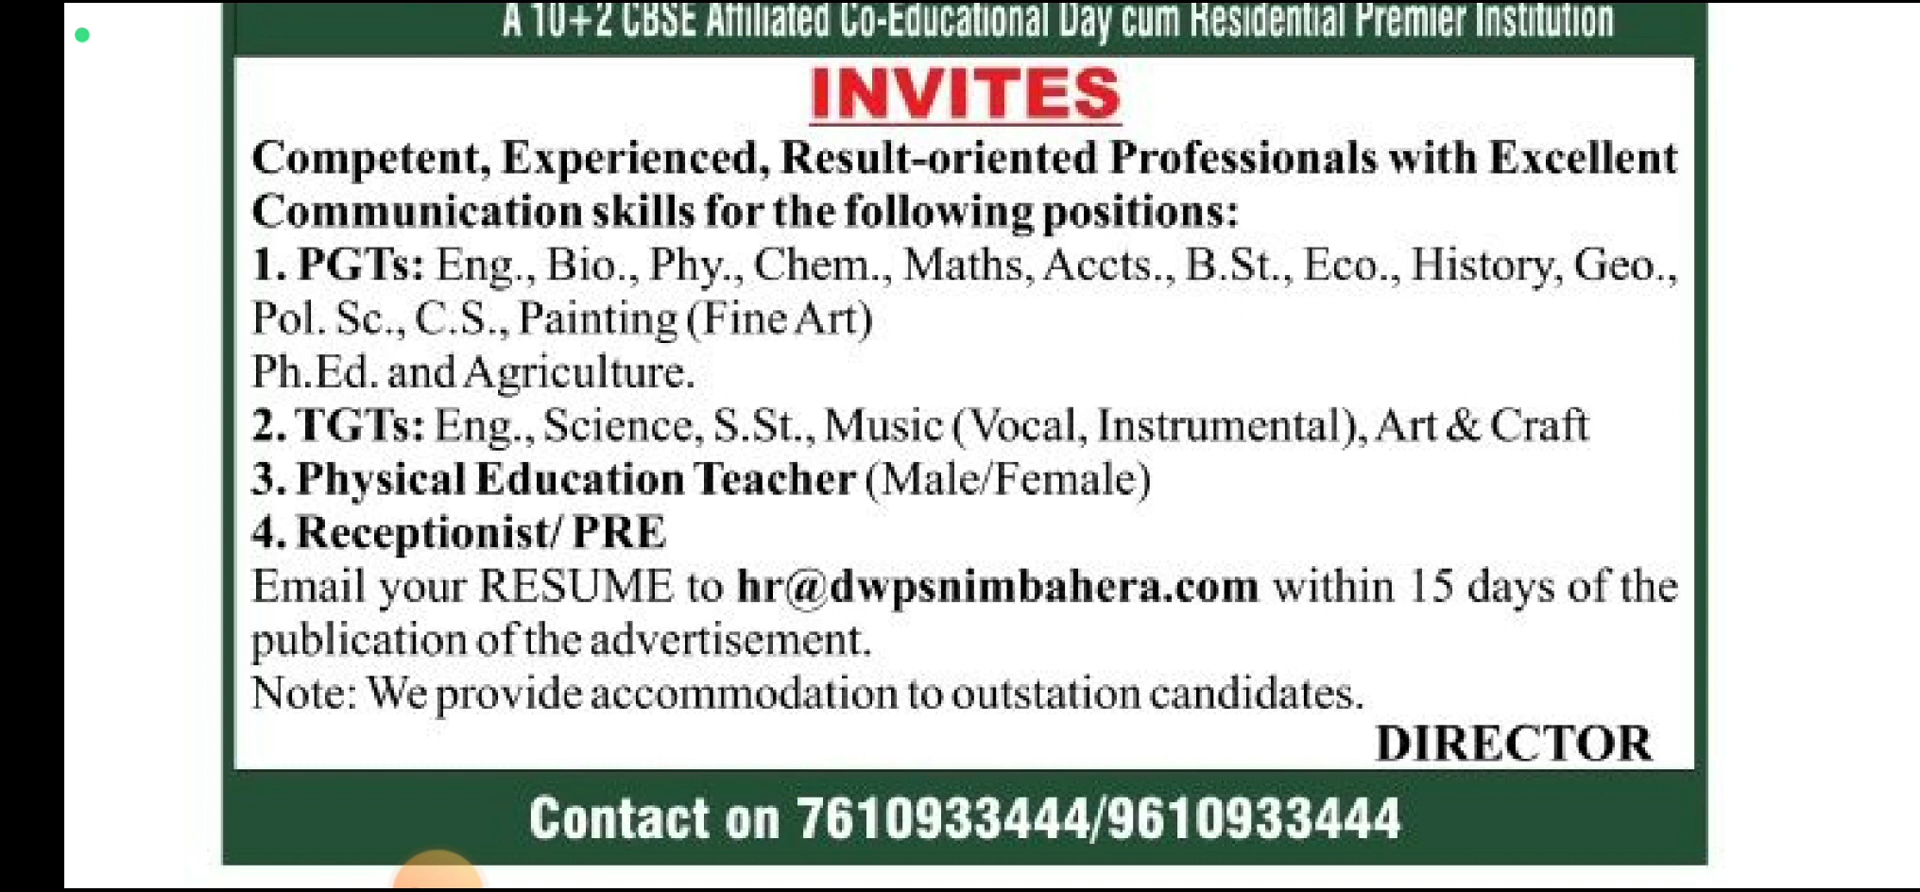 A 10+2 CBSE Affiliated Co-Educational Day cum Residential Premier Institution
INVITES
Competent, Experienced, Result-oriented Professionals with Excellent
Communication skills for the following positions:
1. PGTs: Eng., Bio., Phy., Chem., Maths, Accts., B.St., Eco., History, Geo.,
Pol. Sc., C.S., Painting (Fine Art)
Ph.Ed. and Agriculture.
2. TGTs: Eng., Science, S.St., Music (Vocal, Instrumental), Art & Craft
3. Physical Education Teacher (Male/Female)
4. Receptionist/ PRE
Email your RESUME to hr@dwpsnimbahera.com within 15 days of the
publication of the advertisement.
Note: We provide accommodation to outstation candidates.
DIRECTOR
Contact on 7610933444/9610933444